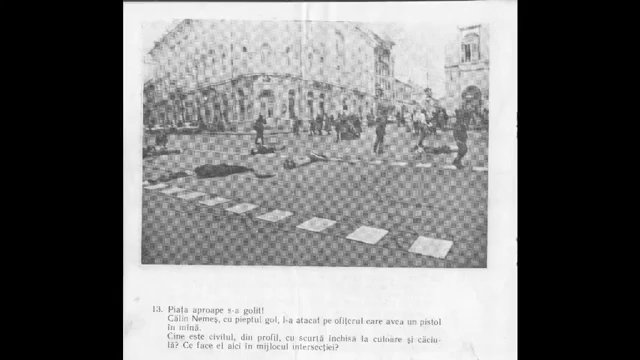 13. Piața aproape s-a golit!
Călin Nemeș, cu pieptul gol, l-a atacat pe ofițerul care avea un pistol
în mînă.
Cine este civilul, din profil, cu scurtă închisă la culoare și căciu-
lă? Ce face el aici în mijlocul intersecției?